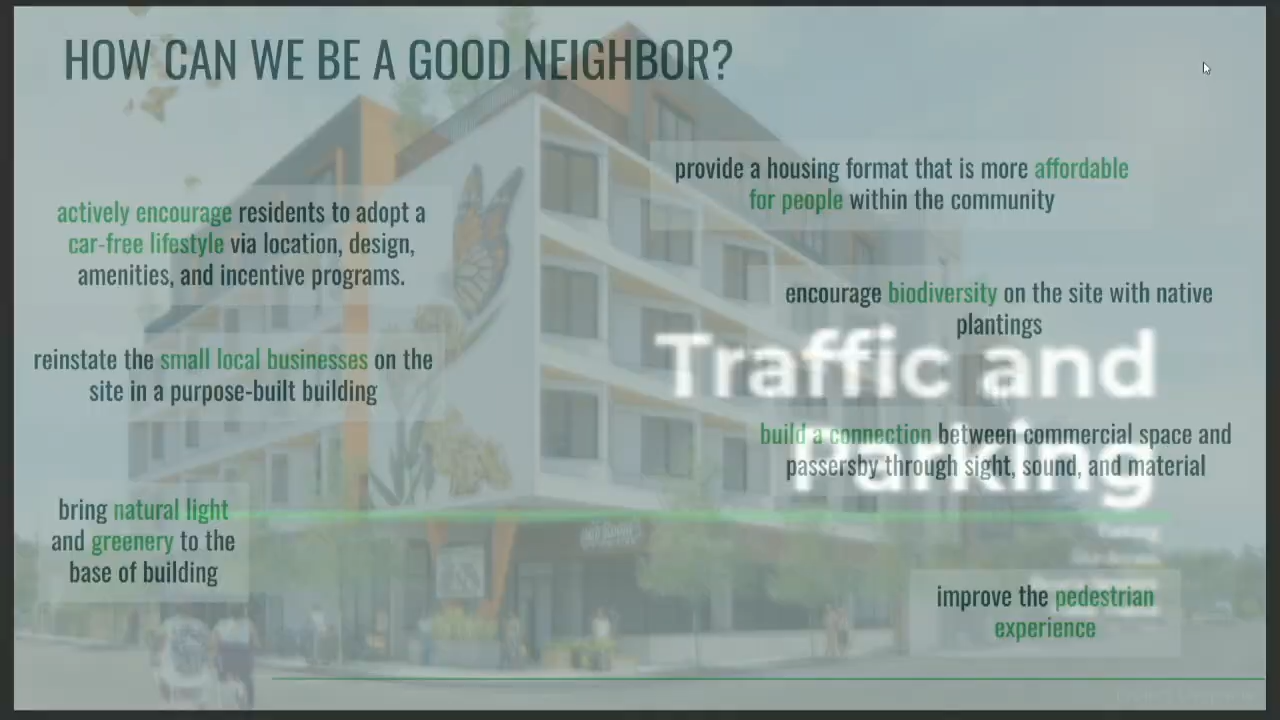 HOW CAN WE BE A GOOD NEIGHBOR?
provide a housing format that is more affordable
for people within the community
actively encourage residents to adopt a
car-free lifestyle via location, design,
amenities, and incentive programs.
encourage biodiversity on the site with native
plantings
Traffic and
Parking
reinstate the small local businesses on the
site in a purpose-built building
build a connection between commercial space and
passersby through sight, sound, and material
bring natural light
and greenery to the
base of building
improve the pedestrian
experience